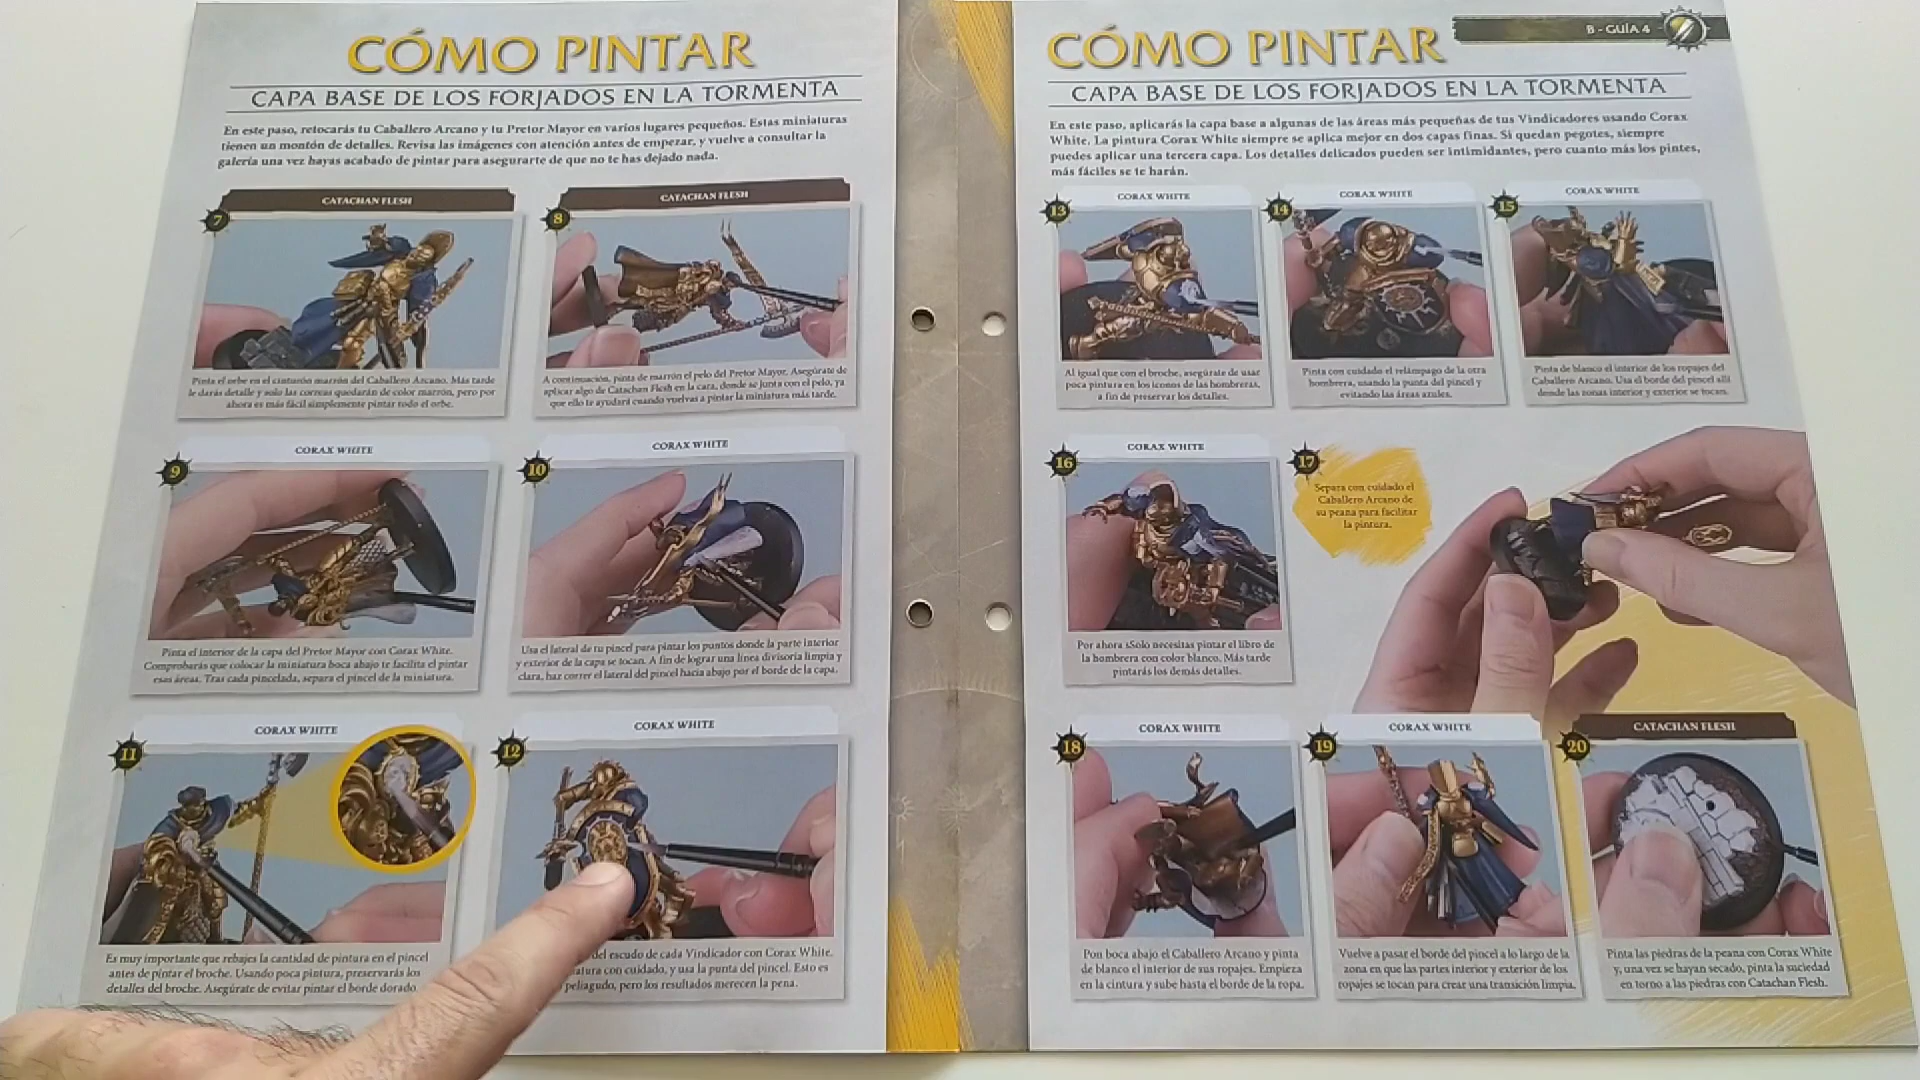 CÓMO PINTAR
CAPA BASE DE LOS FORJADOS EN LA TORMENTA
En este paso, retocarás tu Caballero Arcano y tu Pretor Mayor en varios lugares pequeños. Estas miniaturas
tienen un montón de detalles. Revisa las imágenes con atención antes de empezar, y vuelve a consultar la
galería una vez hayas acabado de pintar para asegurarte de que no te has dejado nada.
7
CATACHAN FLESH
Pinta el orbe en el cinturón marrón del Caballero Arcano. Más tarde
le darás detalle y solo las correas quedarán de color marrón, pero por
ahora es más fácil simplemente pintar todo el orbe.
8
CATACHAN FLESH
A continuación, pinta de marrón el pelo del Pretor Mayor. Asegúrate de
aplicar algo de Catachan Flesh en la cara, donde se junta con el pelo, ya
que ello te ayudará cuando vuelvas a pintar la miniatura más tarde.
9
CORAX WHITE
Pinta el interior de la capa del Pretor Mayor con Corax White.
Comprobarás que colocar la miniatura boca abajo te facilita el pintar
esas áreas. Tras cada pincelada, separa el pincel de la miniatura.
10
CORAX WHITE
Usa el lateral de tu pincel para pintar los puntos donde la parte interior
y exterior de la capa se tocan. A fin de lograr una línea divisoria limpia y
clara, haz correr el lateral del pincel hacia abajo por el borde de la capa.
11
CORAX WHITE
Es muy importante que rebajes la cantidad de pintura en el pincel
antes de pintar el broche. Usando poca pintura, preservarás los
detalles del broche. Asegúrate de evitar pintar el borde dorado.
12
CORAX WHITE
del escudo de cada Vindicador con Corax White.
con cuidado, y usa la punta del pincel. Esto es
peliagudo, pero los resultados merecen la pena.
B - GUÍA 4
CÓMO PINTAR
CAPA BASE DE LOS FORJADOS EN LA TORMENTA
En este paso, aplicarás la capa base a algunas de las áreas más pequeñas de tus Vindicadores usando Corax
White. La pintura Corax White siempre se aplica mejor en dos capas finas. Si quedan pegotes, siempre
puedes aplicar una tercera capa. Los detalles delicados pueden ser intimidantes, pero cuanto más los pintes,
más fáciles se te harán.
13
CORAX WHITE
Al igual que con el broche, asegúrate de usar
poca pintura en los iconos de las hombreras,
a fin de preservar los detalles.
14
CORAX WHITE
Pinta con cuidado el relámpago de la otra
hombrera, usando la punta del pincel y
evitando las áreas azules.
15
CORAX WHITE
Pinta de blanco el interior de los ropajes del
Caballero Arcano. Usa el borde del pincel allí
donde las zonas interior y exterior se tocan.
16
CORAX WHITE
Por ahora sSolo necesitas pintar el libro de
la hombrera con color blanco. Más tarde
pintarás los demás detalles.
17
Separa con cuidado el
Caballero Arcano de
su peana para facilitar
la pintura.
18
CORAX WHITE
Pon boca abajo el Caballero Arcano y pinta
de blanco el interior de sus ropajes. Empieza
en la cintura y sube hasta el borde de la ropa.
19
CORAX WHITE
Vuelve a pasar el borde del pincel a lo largo de la
zona en que las partes interior y exterior de los
ropajes se tocan para crear una transición limpia.
20
CATACHAN FLESH
Pinta las piedras de la peana con Corax White
y, una vez se hayan secado, pinta la suciedad
en torno a las piedras con Catachan Flesh.